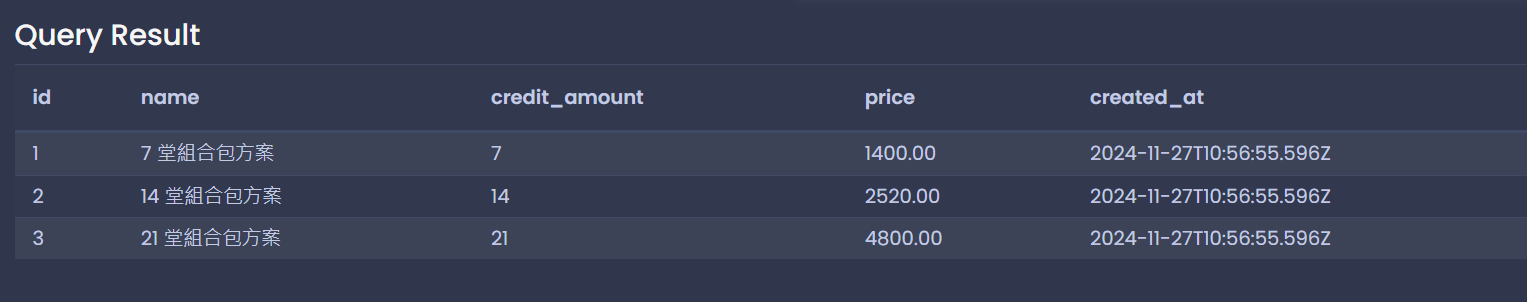 Query Result
id name credit_amount price created_at
1 7 堂組合包方案 7 1400.00 2024-11-27T10:56:55.596Z
2 14 堂組合包方案 14 2520.00 2024-11-27T10:56:55.596Z
3 21 堂組合包方案 21 4800.00 2024-11-27T10:56:55.596Z